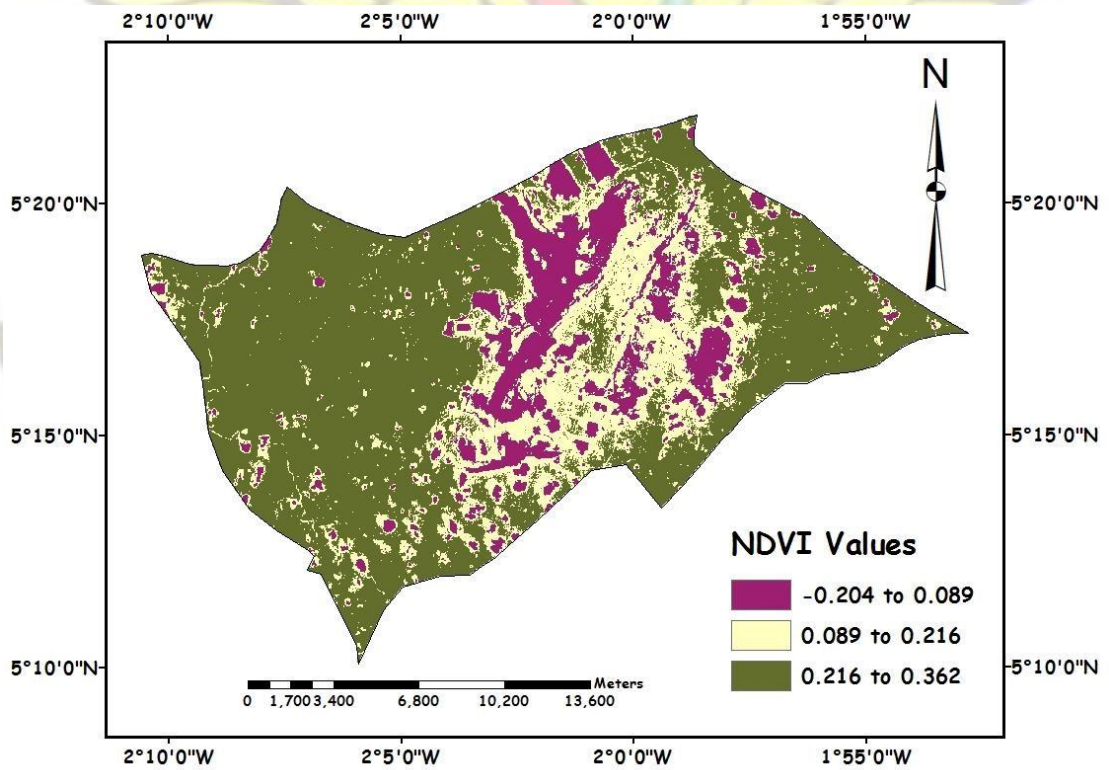 2°10'0"W 2°5'0"W 2°0'0"W 1°55'0"W
N
5°20'0"N 5°20'0"N
5°15'0"N 5°15'0"N
NDVI Values
-0.204 to 0.089
0.089 to 0.216
0.216 to 0.362
5°10'0"N 5°10'0"N
Meters
0 1,700 3,400 6,800 10,200 13,600
2°10'0"W 2°5'0"W 2°0'0"W 1°55'0"W